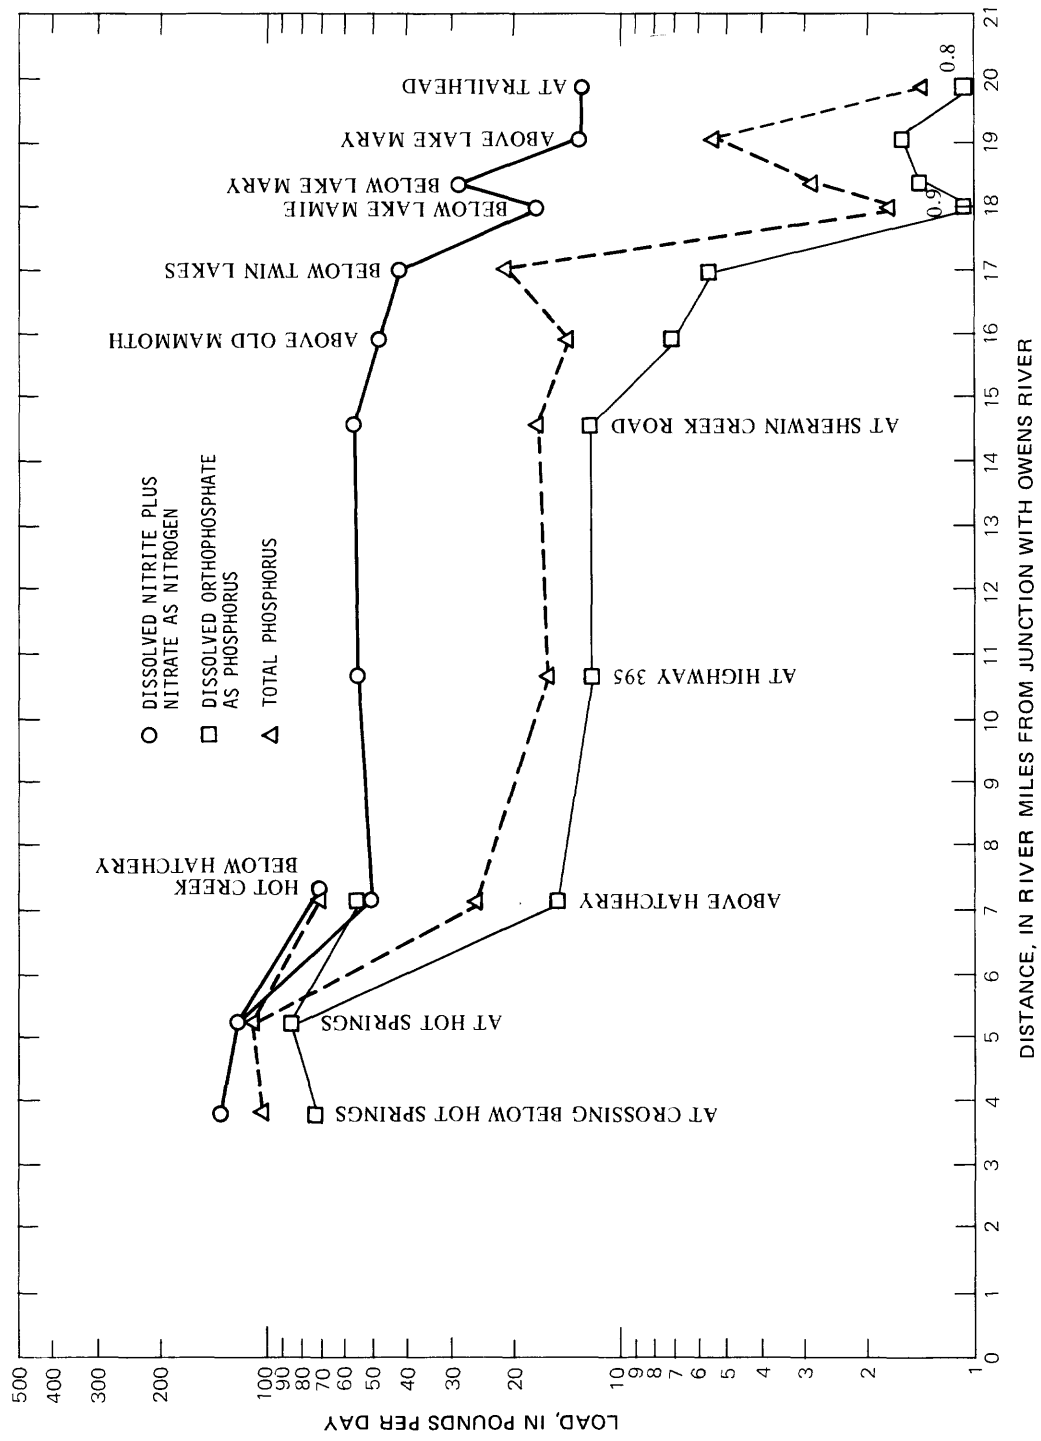 500
400
300
200
100
90
80
70
60
50
40
30
20
10
9
8
7
6
5
4
3
2
1
LOAD, IN POUNDS PER DAY
0 1 2 3 4 5 6 7 8 9 10 11 12 13 14 15 16 17 18 19 20 21
DISTANCE, IN RIVER MILES FROM JUNCTION WITH OWENS RIVER
DISSOLVED NITRITE PLUS
NITRATE AS NITROGEN
DISSOLVED ORTHOPHOSPHATE
AS PHOSPHORUS
TOTAL PHOSPHORUS
AT CROSSING BELOW HOT SPRINGS
AT HOT SPRINGS
HOT CREEK
BELOW HATCHERY
ABOVE HATCHERY
AT HIGHWAY 395
AT SHERWIN CREEK ROAD
ABOVE OLD MAMMOTH
BELOW TWIN LAKES
BELOW LAKE MAMIE
BELOW LAKE MARY
ABOVE LAKE MARY
AT TRAILHEAD
0.9
0.8